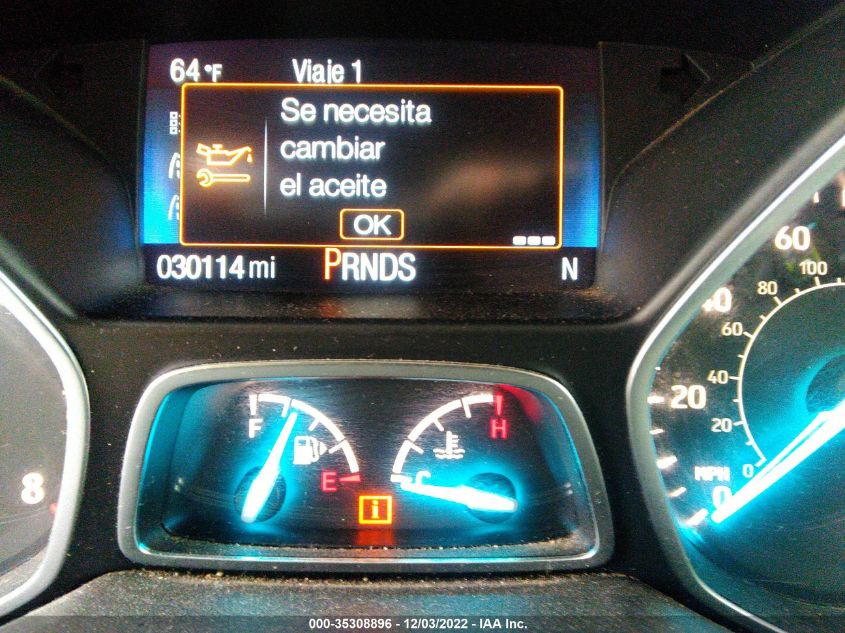 64°F Viaje 1
Se necesita
cambiar
el aceite
OK
030114 mi PRNDS N
60
40
20
0
MPH
100
80
60
40
20
0
8
F
E
H
C
i
000-35308896 - 12/03/2022 - IAA Inc.